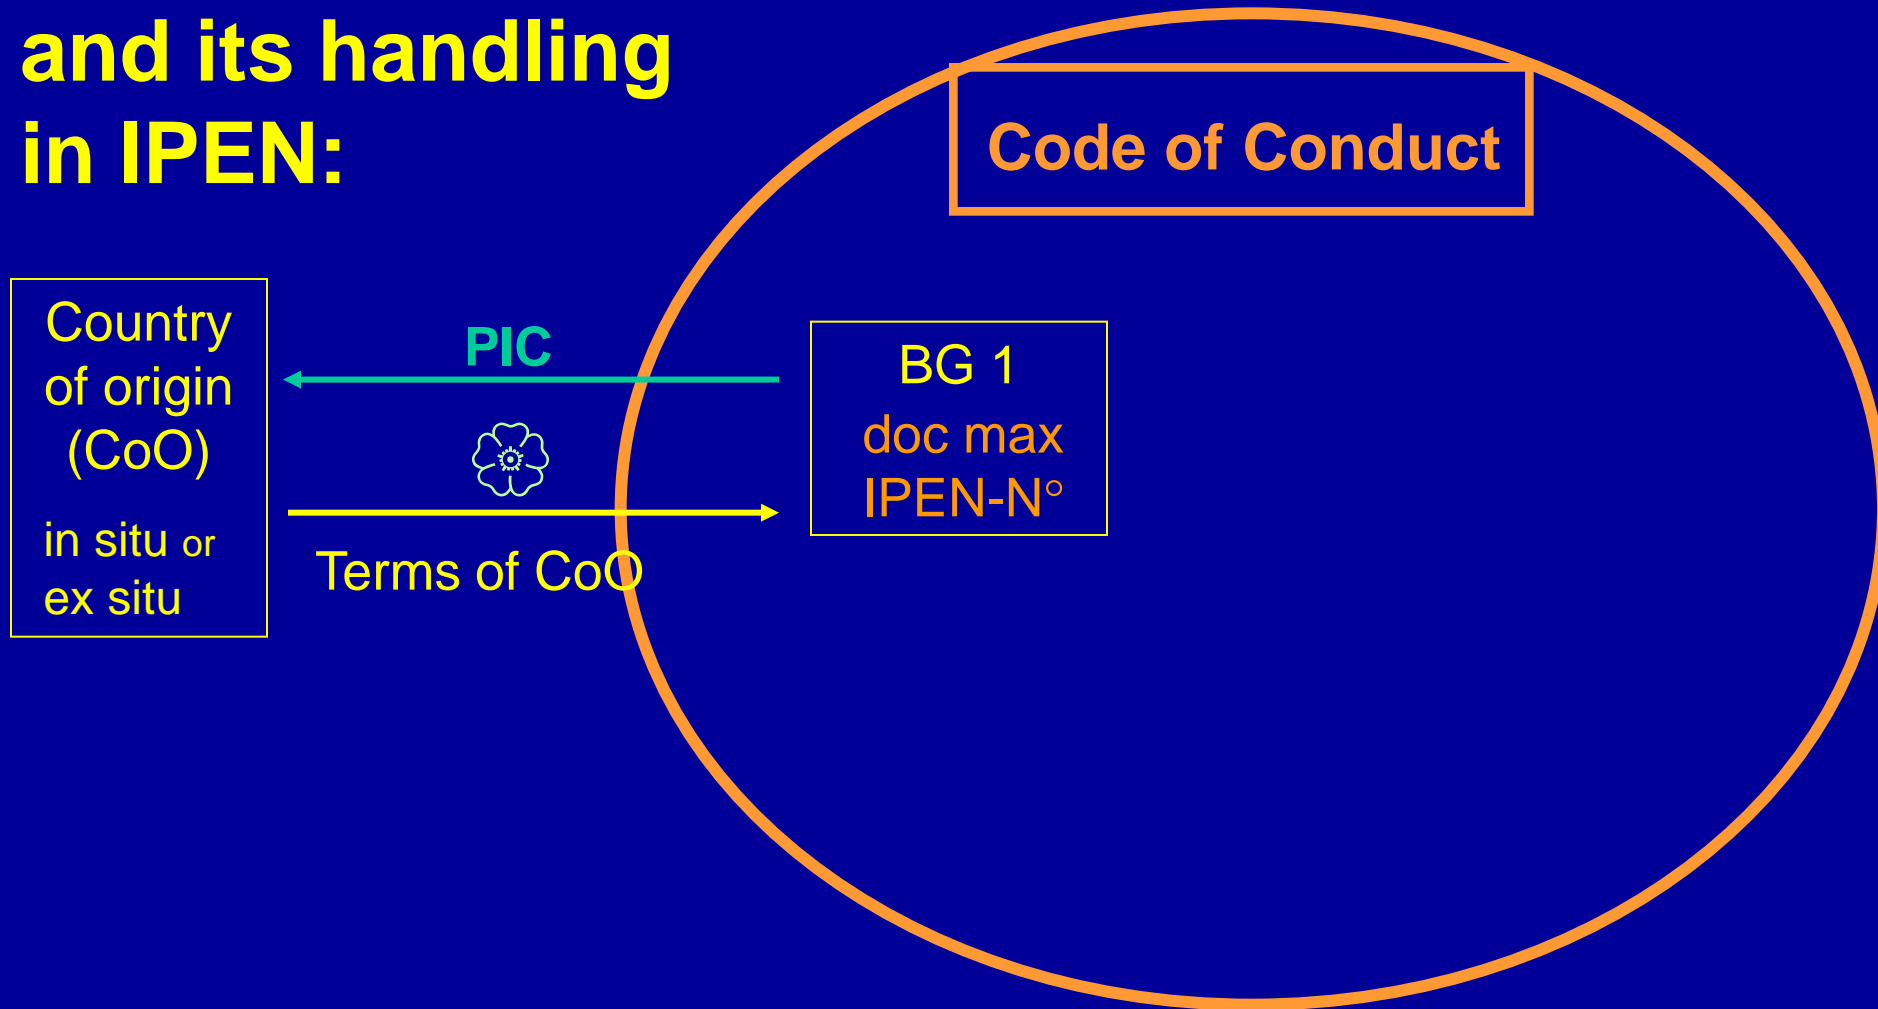 and its handling
in IPEN:
Code of Conduct
Country
of origin
(CoO)
in situ or
ex situ
PIC
Terms of CoO
BG 1
doc max
IPEN-N°